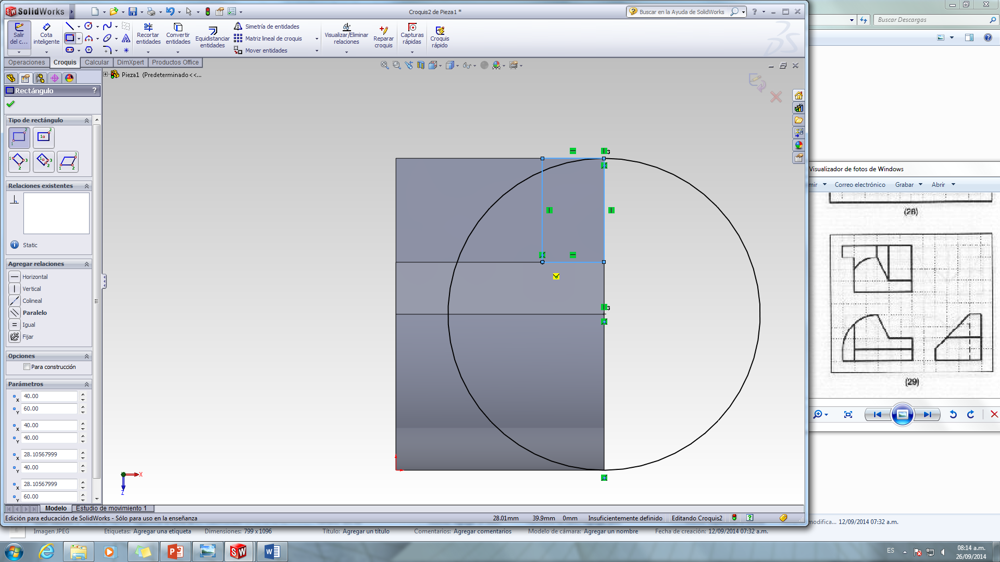 SolidWorks
Croquis2 de Pieza1 *
Buscar en la Ayuda de SolidWorks
Buscar Descargas
Salir del c...
Cota inteligente
Recortar entidades
Convertir entidades
Equidistanciar entidades
Simetría de entidades
Matriz lineal de croquis
Mover entidades
Visualizar/Eliminar relaciones
Reparar croquis
Capturas rápidas
Croquis rápido
Operaciones
Croquis
Calcular
DimXpert
Productos Office
Pieza1 (Predeterminado<<...
Rectángulo
?
Tipo de rectángulo
Relaciones existentes
Static
Agregar relaciones
Horizontal
Vertical
Colineal
Paralelo
Igual
Fijar
Opciones
Para construcción
Parámetros
X 40.00
Y 60.00
X 40.00
Y 40.00
X 28.10567999
Y 40.00
X 28.10567999
Y 60.00
3
3
X
Z
Visualizador de fotos de Windows
mir
Correo electrónico
Grabar
Abrir
(28)
(29)
Modelo
Estudio de movimiento 1
Edición para educación de SolidWorks - Sólo para uso en la enseñanza
28.01mm
39.9mm
0mm
Insuficientemente definido
Editando Croquis2
modifica... 12/09/2014 07:32 a.m.
Imagen JPEG
Etiquetas: Agregar una etiqueta
Dimensiones: 799 x 1096
Título: Agregar un título
Comentarios: Agregar comentarios
Modelo de cámara: Agregar un nombre
Fecha de creación: 12/09/2014 07:32 a.m.
ES
08:14 a.m.
26/09/2014